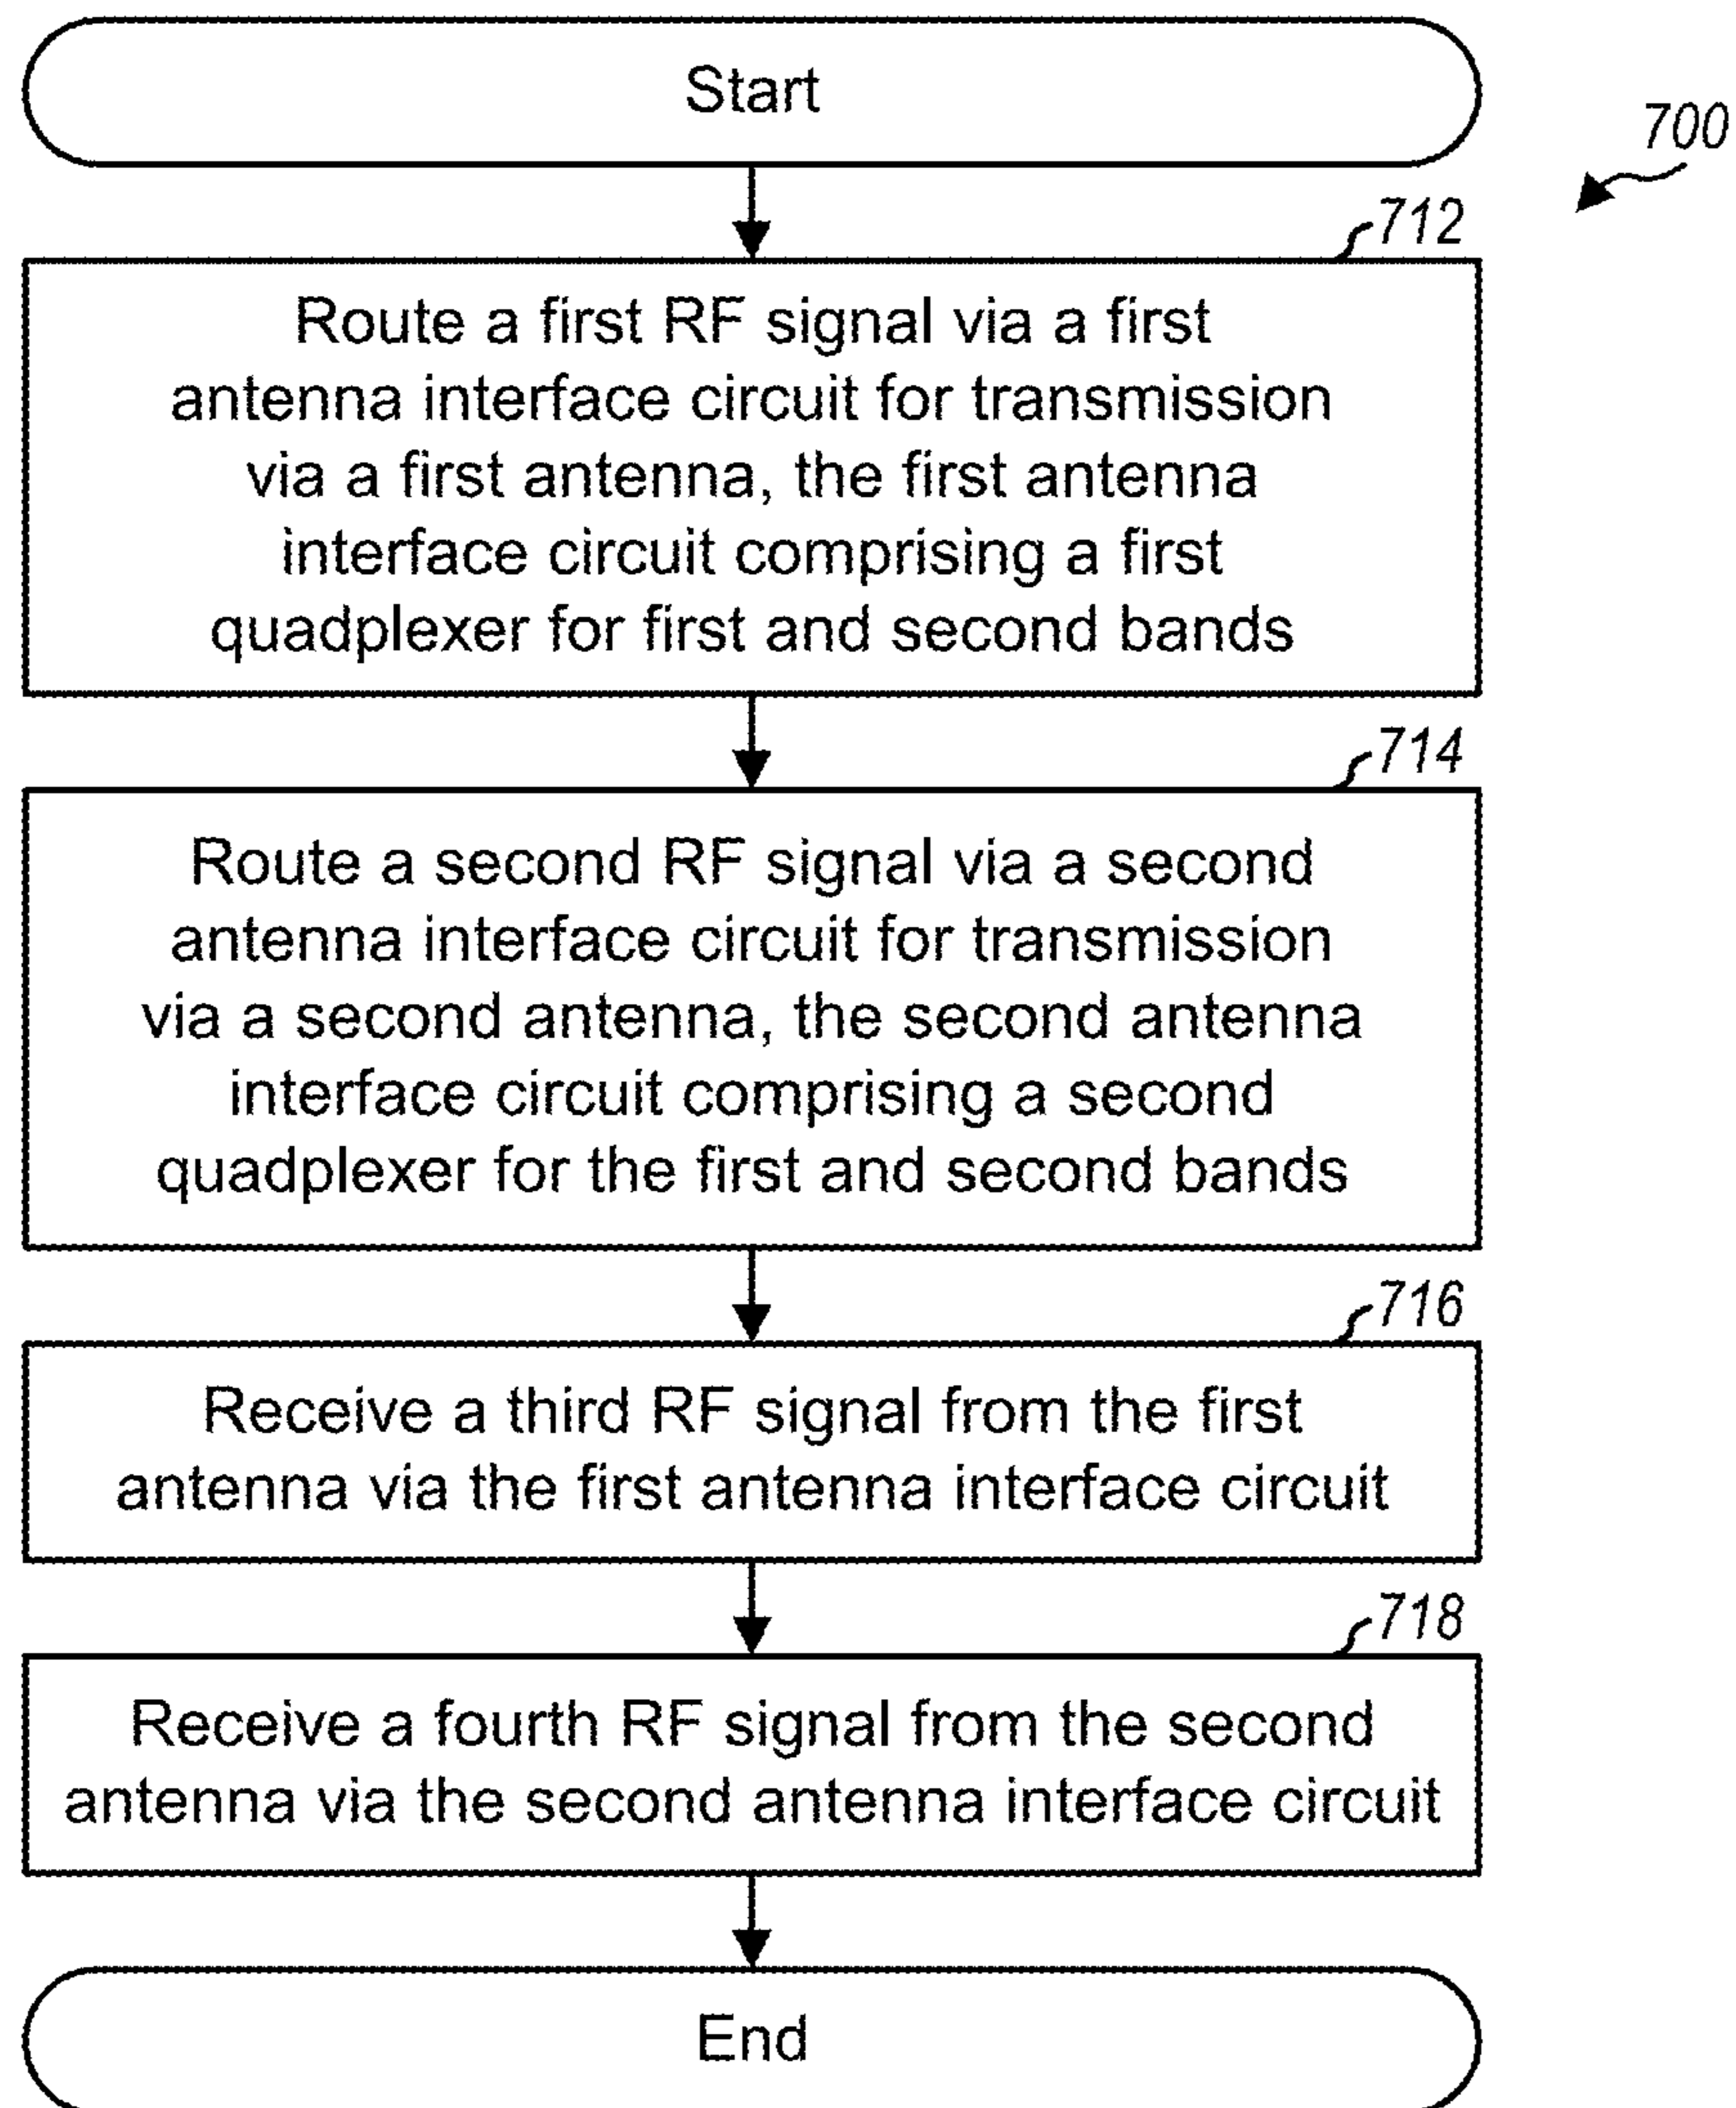 Start
700
712
Route a first RF signal via a first
antenna interface circuit for transmission
via a first antenna, the first antenna
interface circuit comprising a first
quadplexer for first and second bands
714
Route a second RF signal via a second
antenna interface circuit for transmission
via a second antenna, the second antenna
interface circuit comprising a second
quadplexer for the first and second bands
716
Receive a third RF signal from the first
antenna via the first antenna interface circuit
718
Receive a fourth RF signal from the second
antenna via the second antenna interface circuit
End